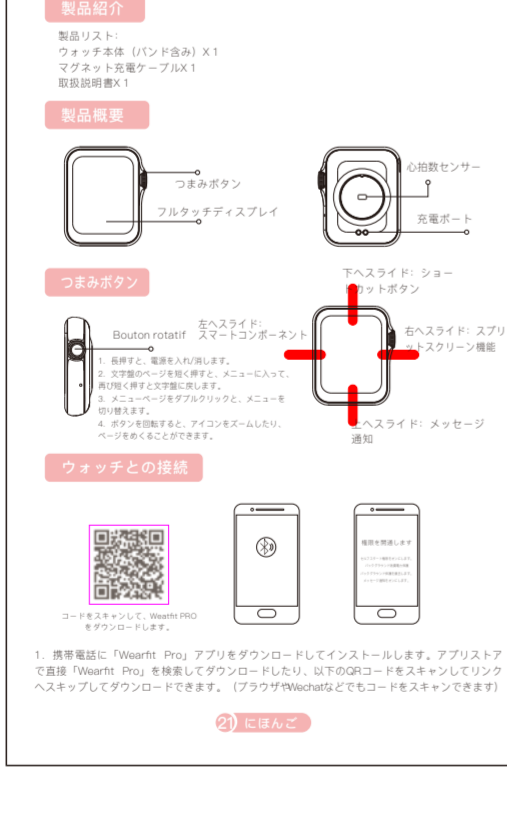 製品紹介
製品リスト:
ウォッチ本体（バンド含み）X 1
マグネット充電ケーブルX 1
取扱説明書X 1
製品概要
つまみボタン
フルタッチディスプレイ
心拍数センサー
充電ポート
つまみボタン
Bouton rotatif
1. 長押すと、電源を入れ/消します。
2. 文字盤のページを短く押すと、メニューに入って、
再び短く押すと文字盤に戻します。
3. メニューページをダブルクリックと、メニューを
切り替えます。
4. ボタンを回転すると、アイコンをズームしたり、
ページをめくることができます。
下へスライド: ショー
トカットボタン
左へスライド:
スマートコンポーネント
右へスライド: スプリ
ットスクリーン機能
上へスライド: メッセージ
通知
ウォッチとの接続
コードをスキャンして、Weatfit PRO
をダウンロードします。
権限を開通します
1. 携帯電話に「Wearfit Pro」アプリをダウンロードしてインストールします。アプリストア
で直接「Wearfit Pro」を検索してダウンロードしたり、以下のQRコードをスキャンしてリンク
へスキップしてダウンロードできます。（ブラウザやWechatなどでもコードをスキャンできます）
21 にほんご